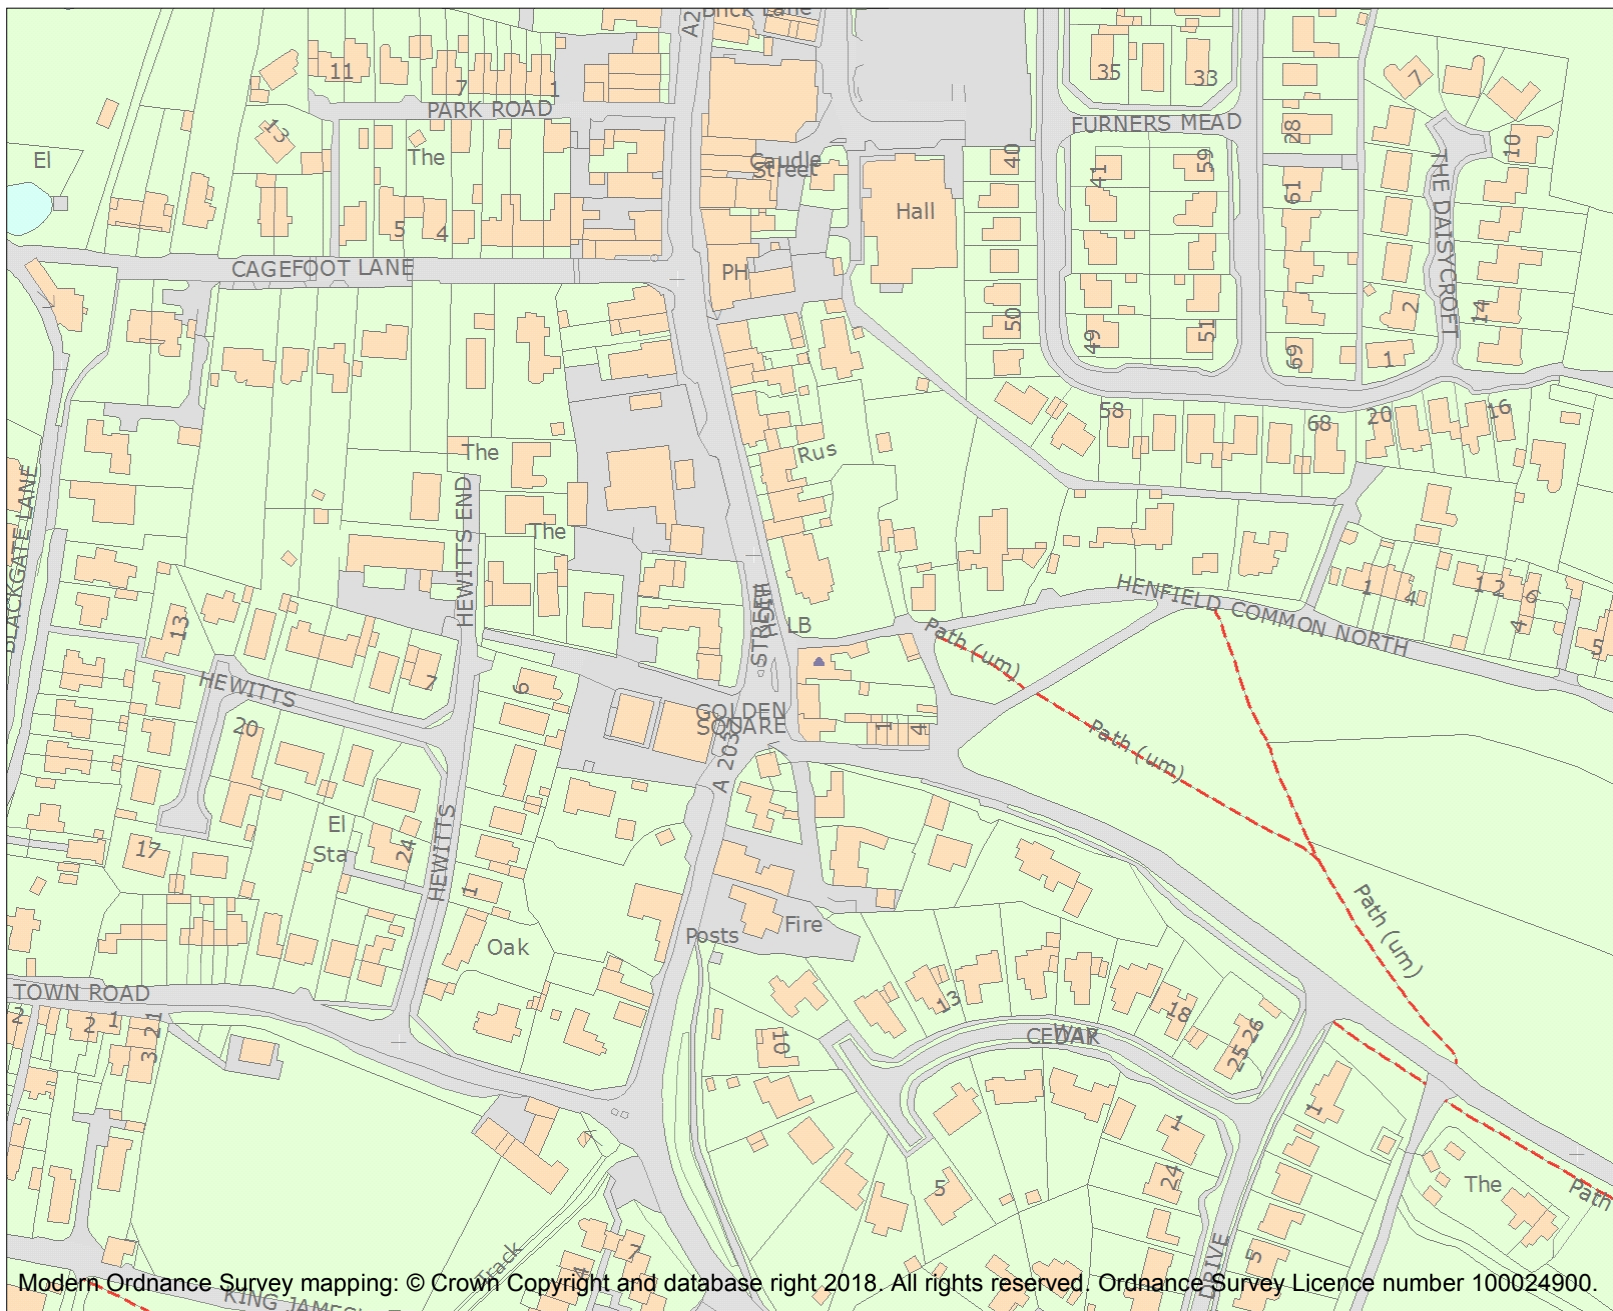 A2
Brick Lane
11
7
1
PARK ROAD
35
33
FURNERS MEAD
7
28
10
13
El
The
Caudle
Street
40
41
59
61
THE DAISYCROFT
Hall
5
4
CAGEFOOT LANE
PH
50
49
51
69
2
14
1
58
68
20
16
The
Rus
BLACKGATE LANE
HEWITTS END
The
HENFIELD COMMON NORTH
1
4
1
2
6
4
5
13
HIGH
STREET
LB
Path (um)
HEWITTS
7
6
GOLDEN
SQUARE
1
4
20
A 203
Path (um)
El
Sta
24
17
HEWITTS
1
Oak
Posts
Fire
Path (um)
13
18
26
25
TOWN ROAD
2
2
1
21
3
10
CEDAR
WAY
1
1
24
5
The
Path
DRIVE
5
7
4
Track
KING JAMES
Modern Ordnance Survey mapping: © Crown Copyright and database right 2018. All rights reserved. Ordnance Survey Licence number 100024900.